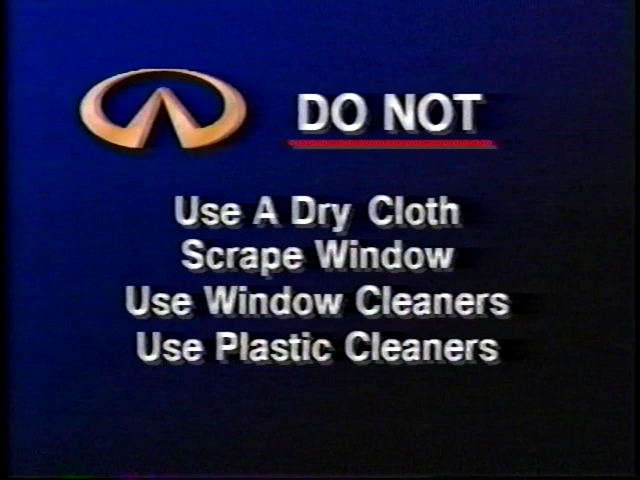 DO NOT
Use A Dry Cloth
Scrape Window
Use Window Cleaners
Use Plastic Cleaners